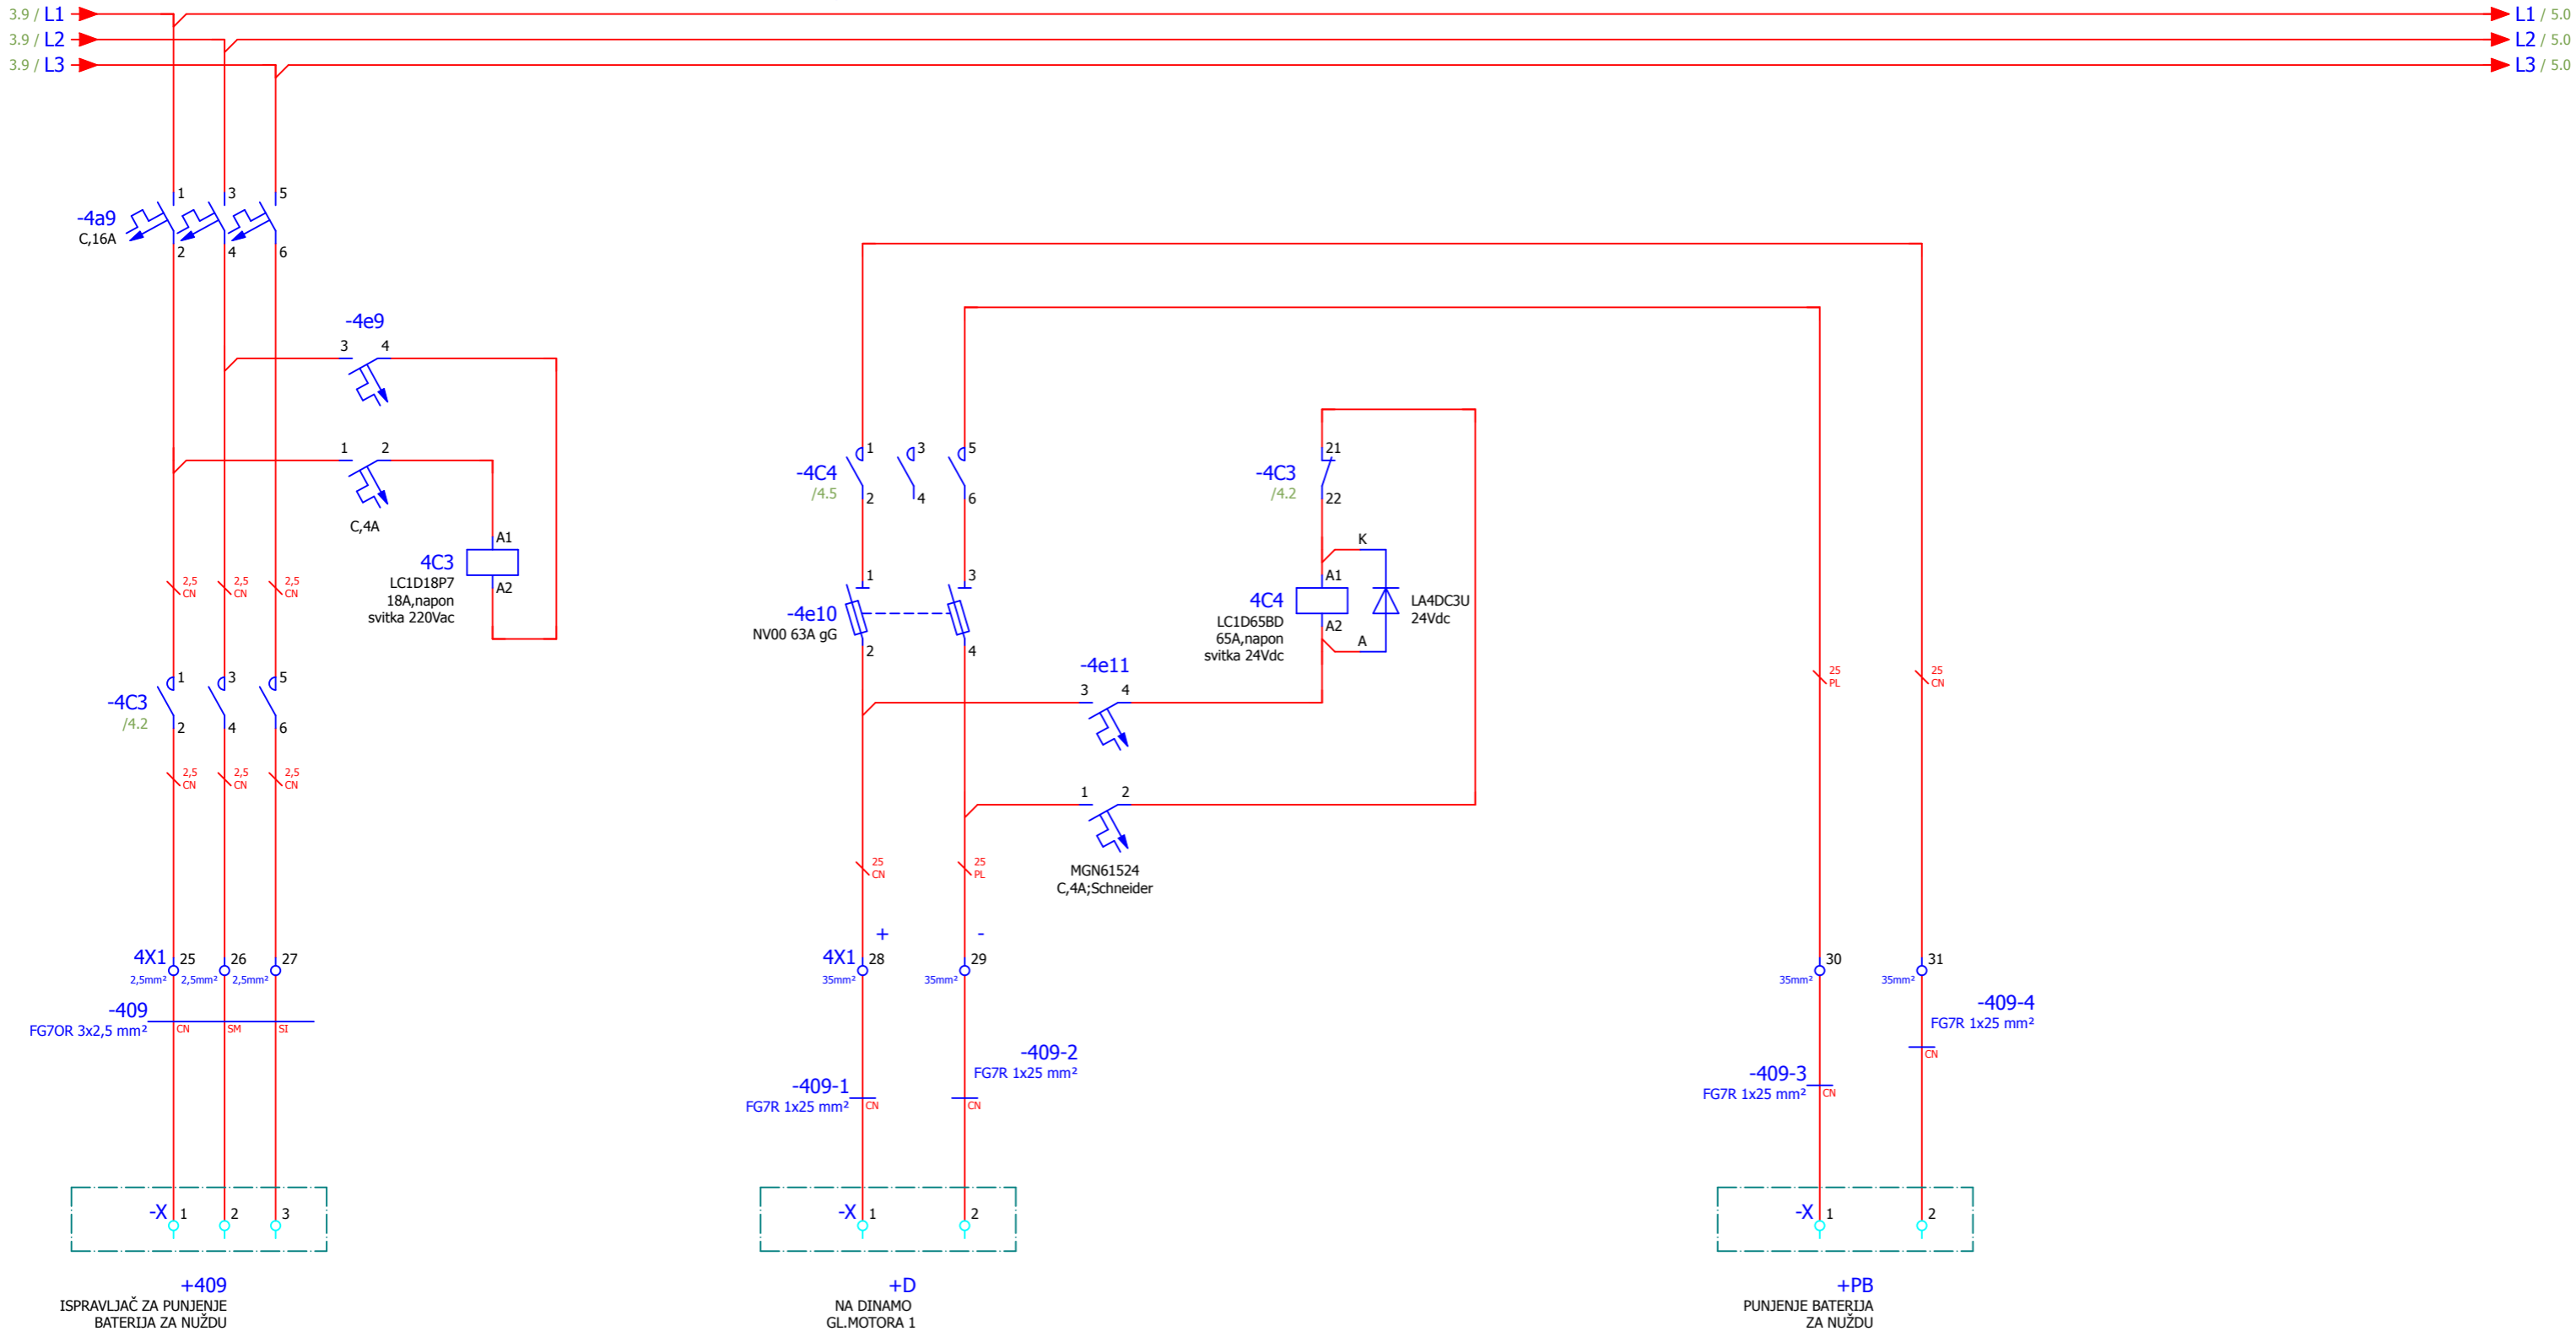 3.9 / L1
L1 / 5.0
3.9 / L2
L2 / 5.0
3.9 / L3
L3 / 5.0
1 3 5
-4a9
C,16A
2 4 6
-4e9
3 4
1 2
C,4A
4C3
LC1D18P7
18A,napon
svitka 220Vac
A1
A2
2,5 2,5 2,5
CN CN CN
1 3 5
-4C3
/4.2
2 4 6
2,5 2,5 2,5
CN CN CN
4X1 25 26 27
2,5mm² 2,5mm² 2,5mm²
-409
FG7OR 3x2,5 mm²
CN SM SI
-X 1 2 3
+409
ISPRAVLJAČ ZA PUNJENJE
BATERIJA ZA NUŽDU
1 3 5
-4C4
/4.5
2 4 6
1 3
-4e10
NV00 63A gG
2 4
21
-4C3
/4.2
22
K
A1
4C4
LC1D65BD
65A,napon
svitka 24Vdc
A2
A
LA4DC3U
24Vdc
-4e11
3 4
1 2
MGN61524
C,4A;Schneider
25 25
CN PL
+ -
4X1 28 29
35mm² 35mm²
-409-2
FG7R 1x25 mm²
-409-1
FG7R 1x25 mm²
CN CN
-X 1 2
+D
NA DINAMO
GL.MOTORA 1
25 25
PL CN
30 31
35mm² 35mm²
-409-4
FG7R 1x25 mm²
CN
-409-3
FG7R 1x25 mm²
CN
-X 1 2
+PB
PUNJENJE BATERIJA
ZA NUŽDU